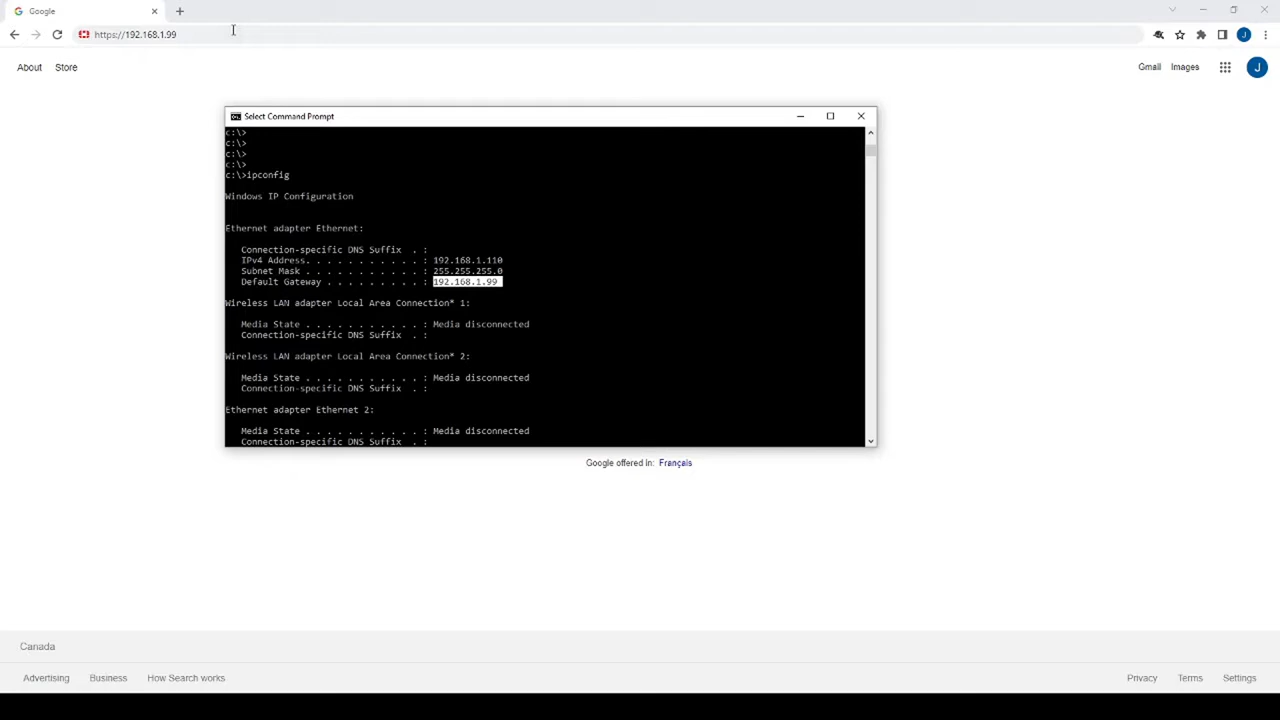 Google
https://192.168.1.99
J
About
Store
Gmail
Images
J
Select Command Prompt
c:\>
c:\>
c:\>
c:\>
c:\>ipconfig
Windows IP Configuration
Ethernet adapter Ethernet:
Connection-specific DNS Suffix . :
IPv4 Address. . . . . . . . . . . : 192.168.1.110
Subnet Mask . . . . . . . . . . . : 255.255.255.0
Default Gateway . . . . . . . . . : 192.168.1.99
Wireless LAN adapter Local Area Connection* 1:
Media State . . . . . . . . . . . : Media disconnected
Connection-specific DNS Suffix . :
Wireless LAN adapter Local Area Connection* 2:
Media State . . . . . . . . . . . : Media disconnected
Connection-specific DNS Suffix . :
Ethernet adapter Ethernet 2:
Media State . . . . . . . . . . . : Media disconnected
Connection-specific DNS Suffix . :
Google offered in: Français
Canada
Advertising
Business
How Search works
Privacy
Terms
Settings